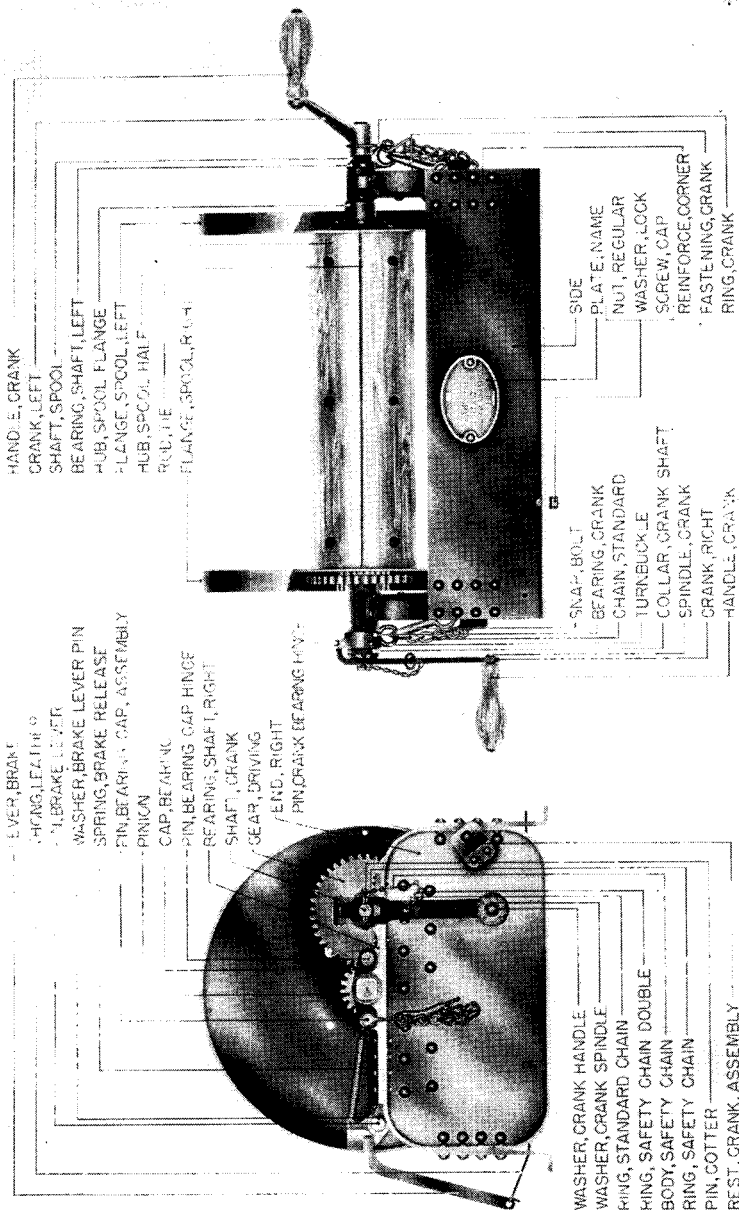 HANDLE, CRANK
CRANK, LEFT
SHAFT, SPOOL
BEARING, SHAFT, LEFT
HUB, SPOOL FLANGE
FLANGE, SPOOL, LEFT
HUB, SPOOL HALF
ROD, TIE
FLANGE, SPOOL, RIGHT
SIDE
PLATE, NAME
NUT, REGULAR
WASHER, LOCK
SCREW, CAP
REINFORCE, CORNER
FASTENING, CRANK
RING, CRANK
SNAP, BOLT
BEARING, CRANK
CHAIN, STANDARD
TURNBUCKLE
COLLAR, CRANK SHAFT
SPINDLE, CRANK
CRANK, RIGHT
HANDLE, CRANK
LEVER, BRAKE
THONG, LEATHER
PIN, BRAKE LEVER
WASHER, BRAKE LEVER PIN
SPRING, BRAKE RELEASE
PIN, BEARING CAP, ASSEMBLY
PINION
CAP, BEARING
PIN, BEARING CAP HINGE
BEARING, SHAFT, RIGHT
SHAFT, CRANK
GEAR, DRIVING
END, RIGHT
PIN, CRANK BEARING HINGE
WASHER, CRANK HANDLE
WASHER, CRANK SPINDLE
RING, STANDARD CHAIN
RING, SAFETY CHAIN DOUBLE
BODY, SAFETY CHAIN
RING, SAFETY CHAIN
PIN, COTTER
REST, CRANK, ASSEMBLY